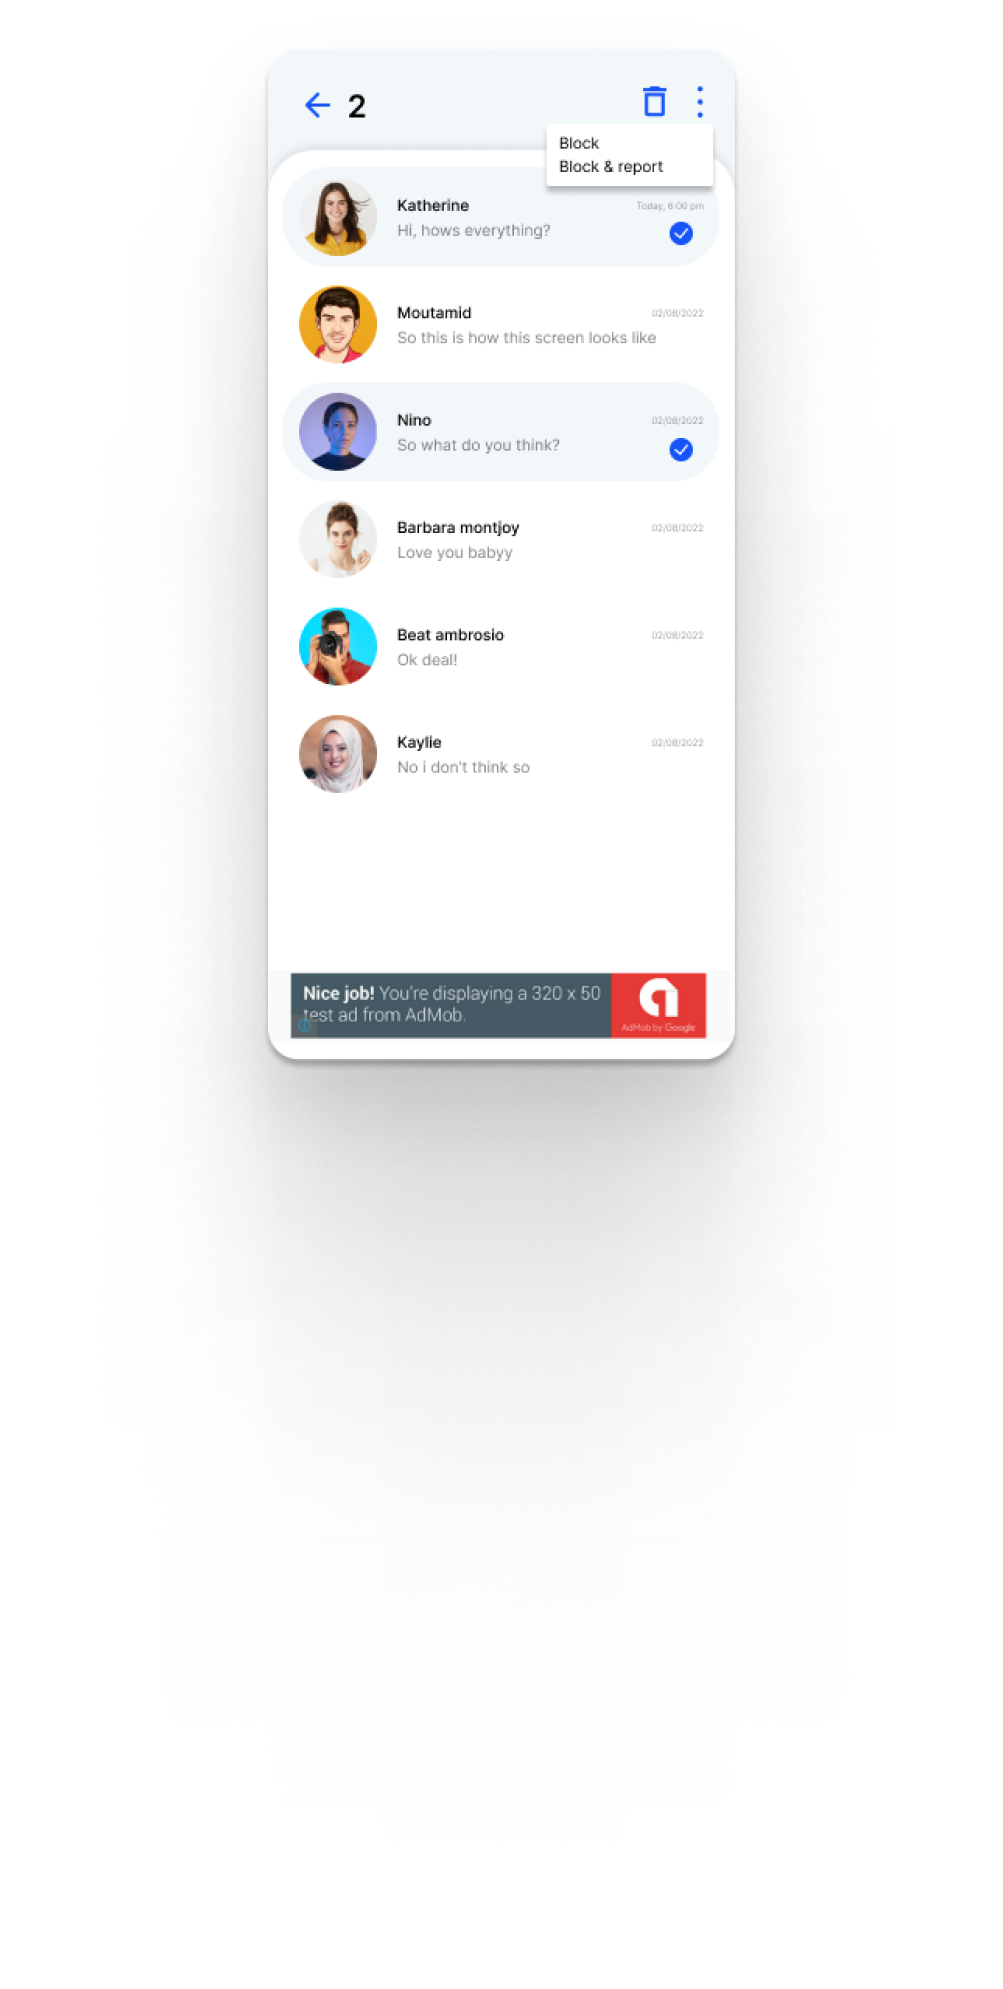 2
Block
Block & report
Katherine
Today, 6:00 pm
Hi, hows everything?
Moutamid
02/08/2022
So this is how this screen looks like
Nino
02/08/2022
So what do you think?
Barbara montjoy
02/08/2022
Love you babyy
Beat ambrosio
02/08/2022
Ok deal!
Kaylie
02/08/2022
No i don't think so
Nice job! You're displaying a 320 x 50
test ad from AdMob.
AdMob by Google